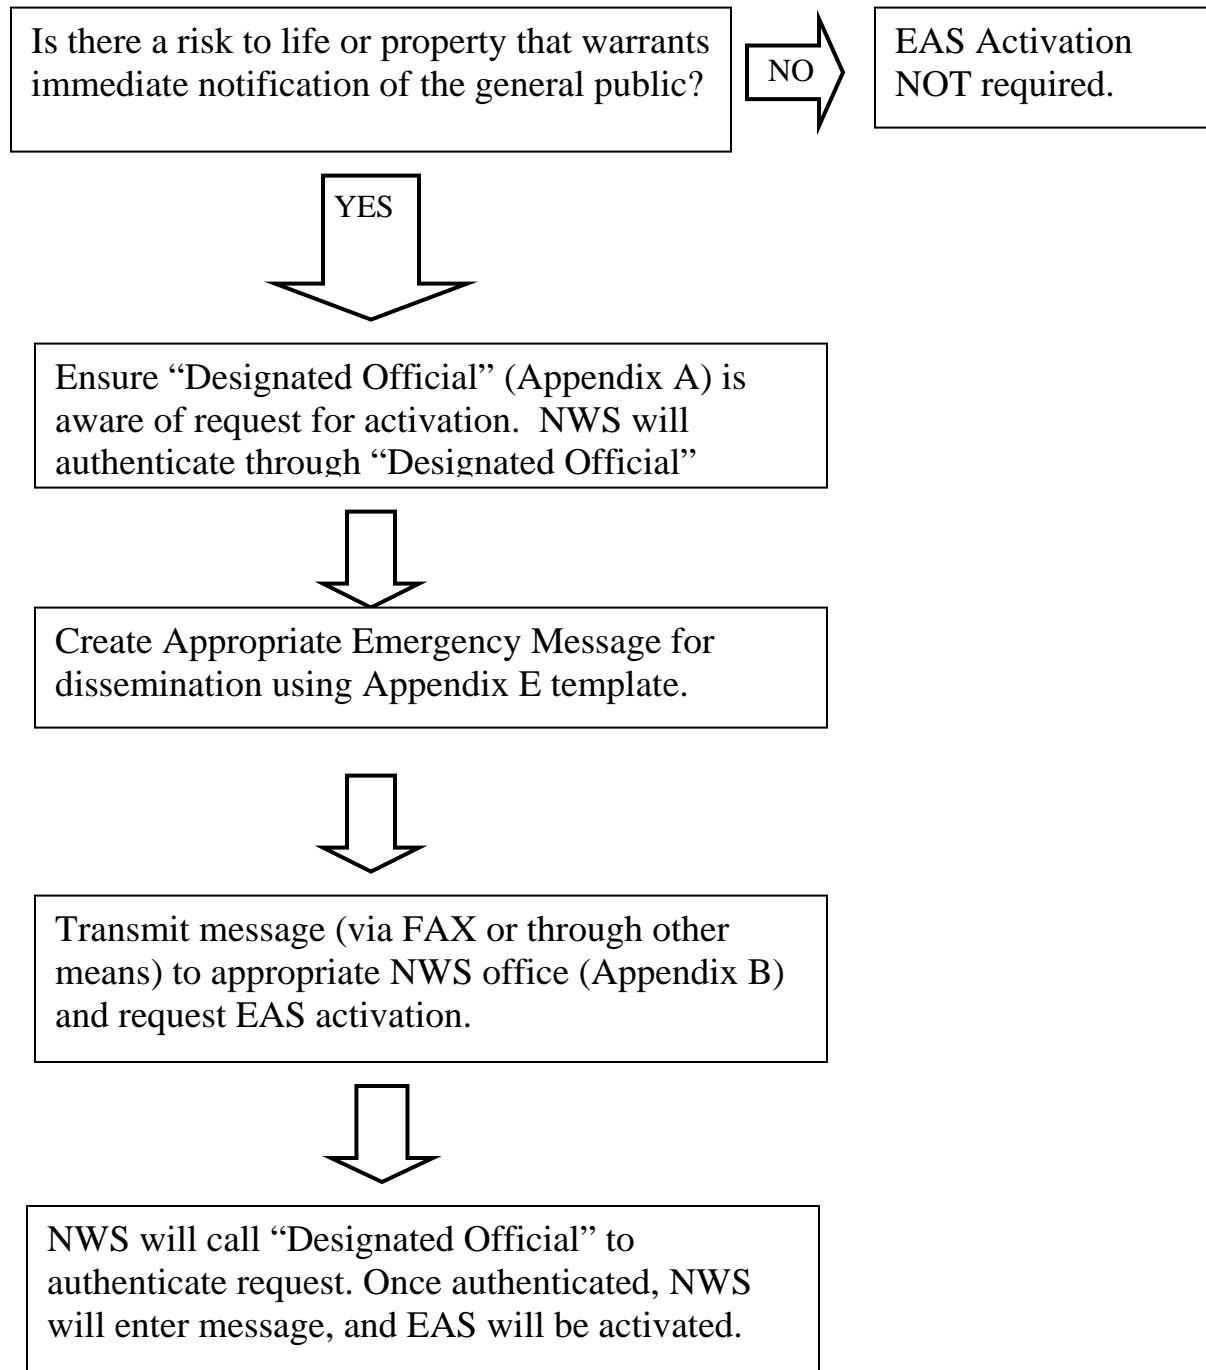 Is there a risk to life or property that warrants
immediate notification of the general public?
NO
EAS Activation
NOT required.
YES
Ensure “Designated Official” (Appendix A) is
aware of request for activation.  NWS will
authenticate through “Designated Official”
Create Appropriate Emergency Message for
dissemination using Appendix E template.
Transmit message (via FAX or through other
means) to appropriate NWS office (Appendix B)
and request EAS activation.
NWS will call “Designated Official” to
authenticate request. Once authenticated, NWS
will enter message, and EAS will be activated.